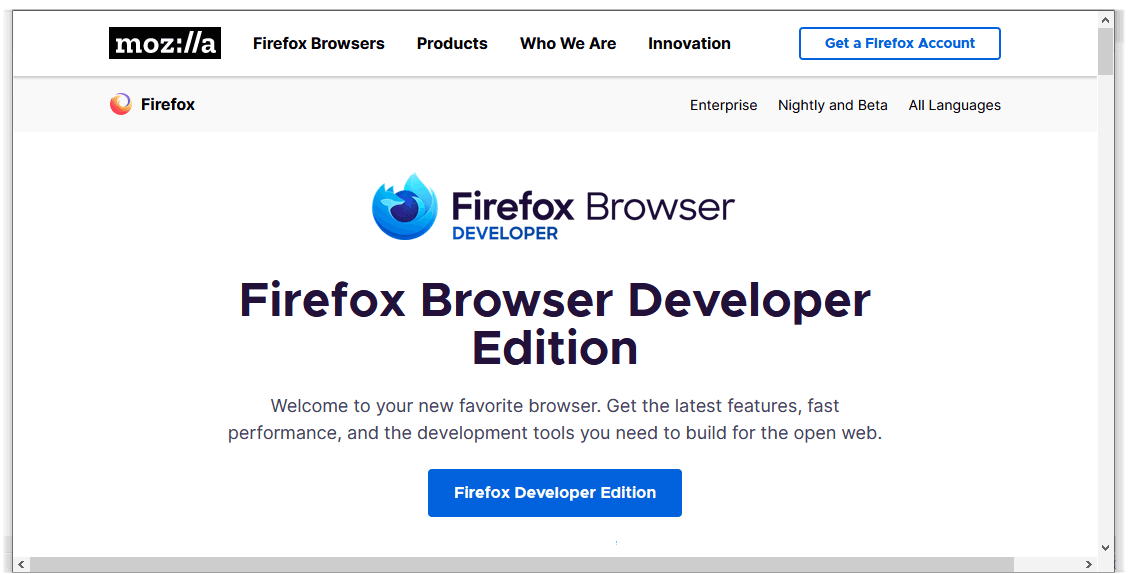 moz://a Firefox Browsers Products Who We Are Innovation Get a Firefox Account
Firefox Enterprise Nightly and Beta All Languages
Firefox Browser
DEVELOPER
Firefox Browser Developer
Edition
Welcome to your new favorite browser. Get the latest features, fast
performance, and the development tools you need to build for the open web.
Firefox Developer Edition